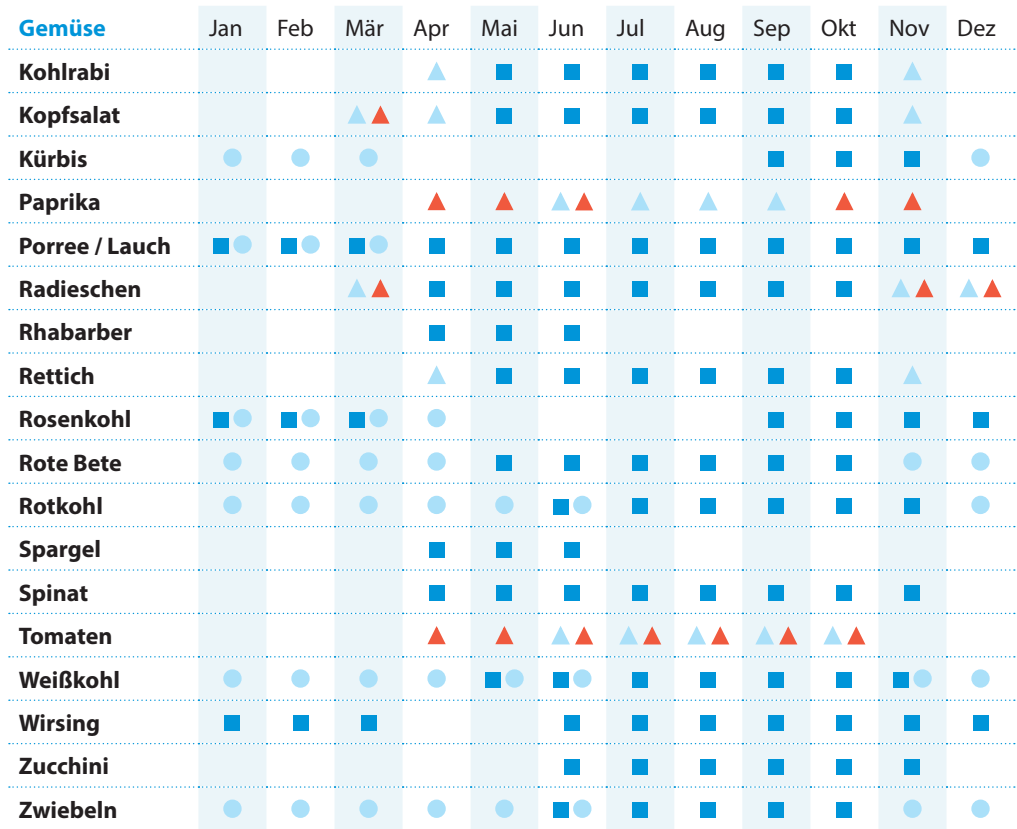 Gemüse Jan Feb Mär Apr Mai Jun Jul Aug Sep Okt Nov Dez
Kohlrabi
Kopfsalat
Kürbis
Paprika
Porree / Lauch
Radieschen
Rhabarber
Rettich
Rosenkohl
Rote Bete
Rotkohl
Spargel
Spinat
Tomaten
Weißkohl
Wirsing
Zucchini
Zwiebeln